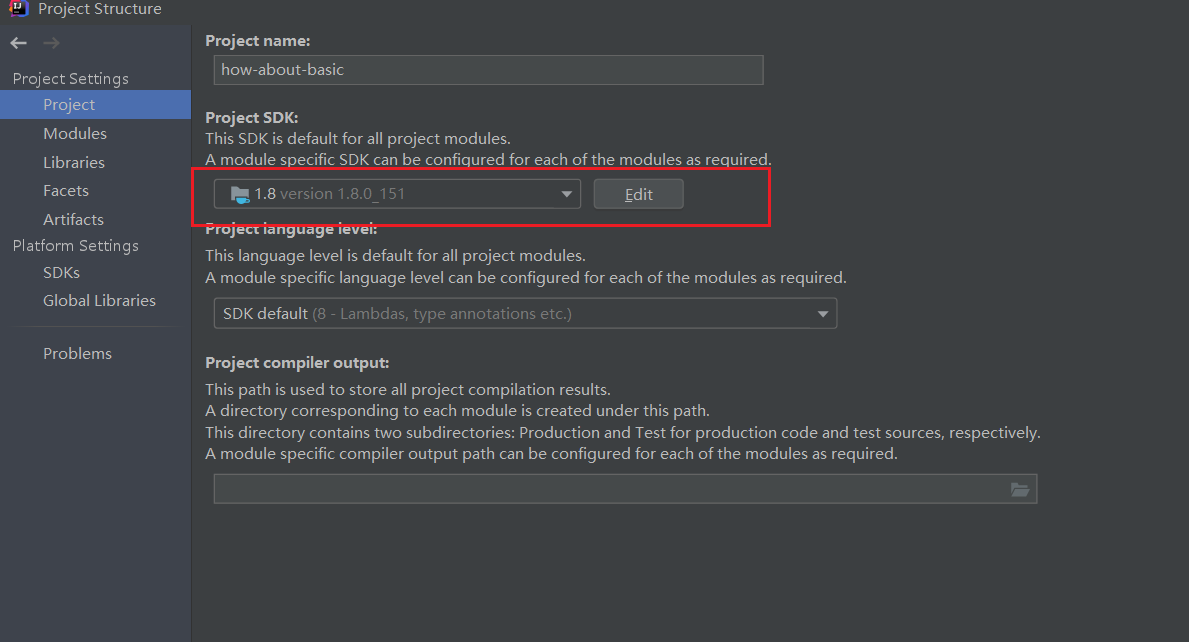 Project Structure
Project Settings
Project
Modules
Libraries
Facets
Artifacts
Platform Settings
SDKs
Global Libraries
Problems
Project name:
how-about-basic
Project SDK:
This SDK is default for all project modules.
A module specific SDK can be configured for each of the modules as required.
1.8 version 1.8.0_151
Edit
Project language level:
This language level is default for all project modules.
A module specific language level can be configured for each of the modules as required.
SDK default (8 - Lambdas, type annotations etc.)
Project compiler output:
This path is used to store all project compilation results.
A directory corresponding to each module is created under this path.
This directory contains two subdirectories: Production and Test for production code and test sources, respectively.
A module specific compiler output path can be configured for each of the modules as required.